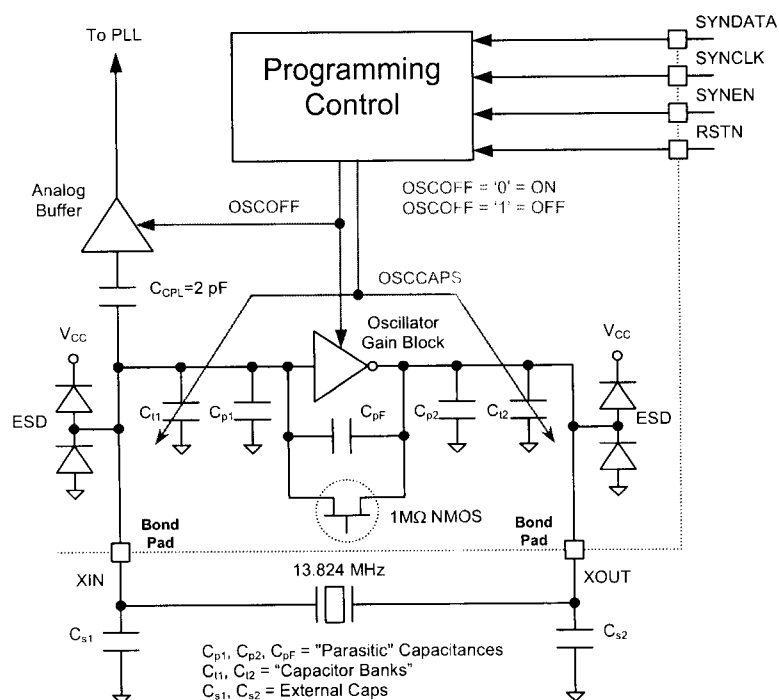 To PLL
Programming
Control
SYNDATA
SYNCLK
SYNEN
RSTN
Analog
Buffer
OSCOFF
OSCOFF = '0' = ON
OSCOFF = '1' = OFF
C_CPL=2 pF
OSCCAPS
Oscillator
Gain Block
V_CC
V_CC
ESD
ESD
C_t1
C_p1
C_pF
C_p2
C_t2
1MΩ NMOS
Bond
Pad
Bond
Pad
XIN
13.824 MHz
XOUT
C_s1
C_s2
C_p1, C_p2, C_pF = "Parasitic" Capacitances
C_t1, C_t2 = "Capacitor Banks"
C_s1, C_s2 = External Caps